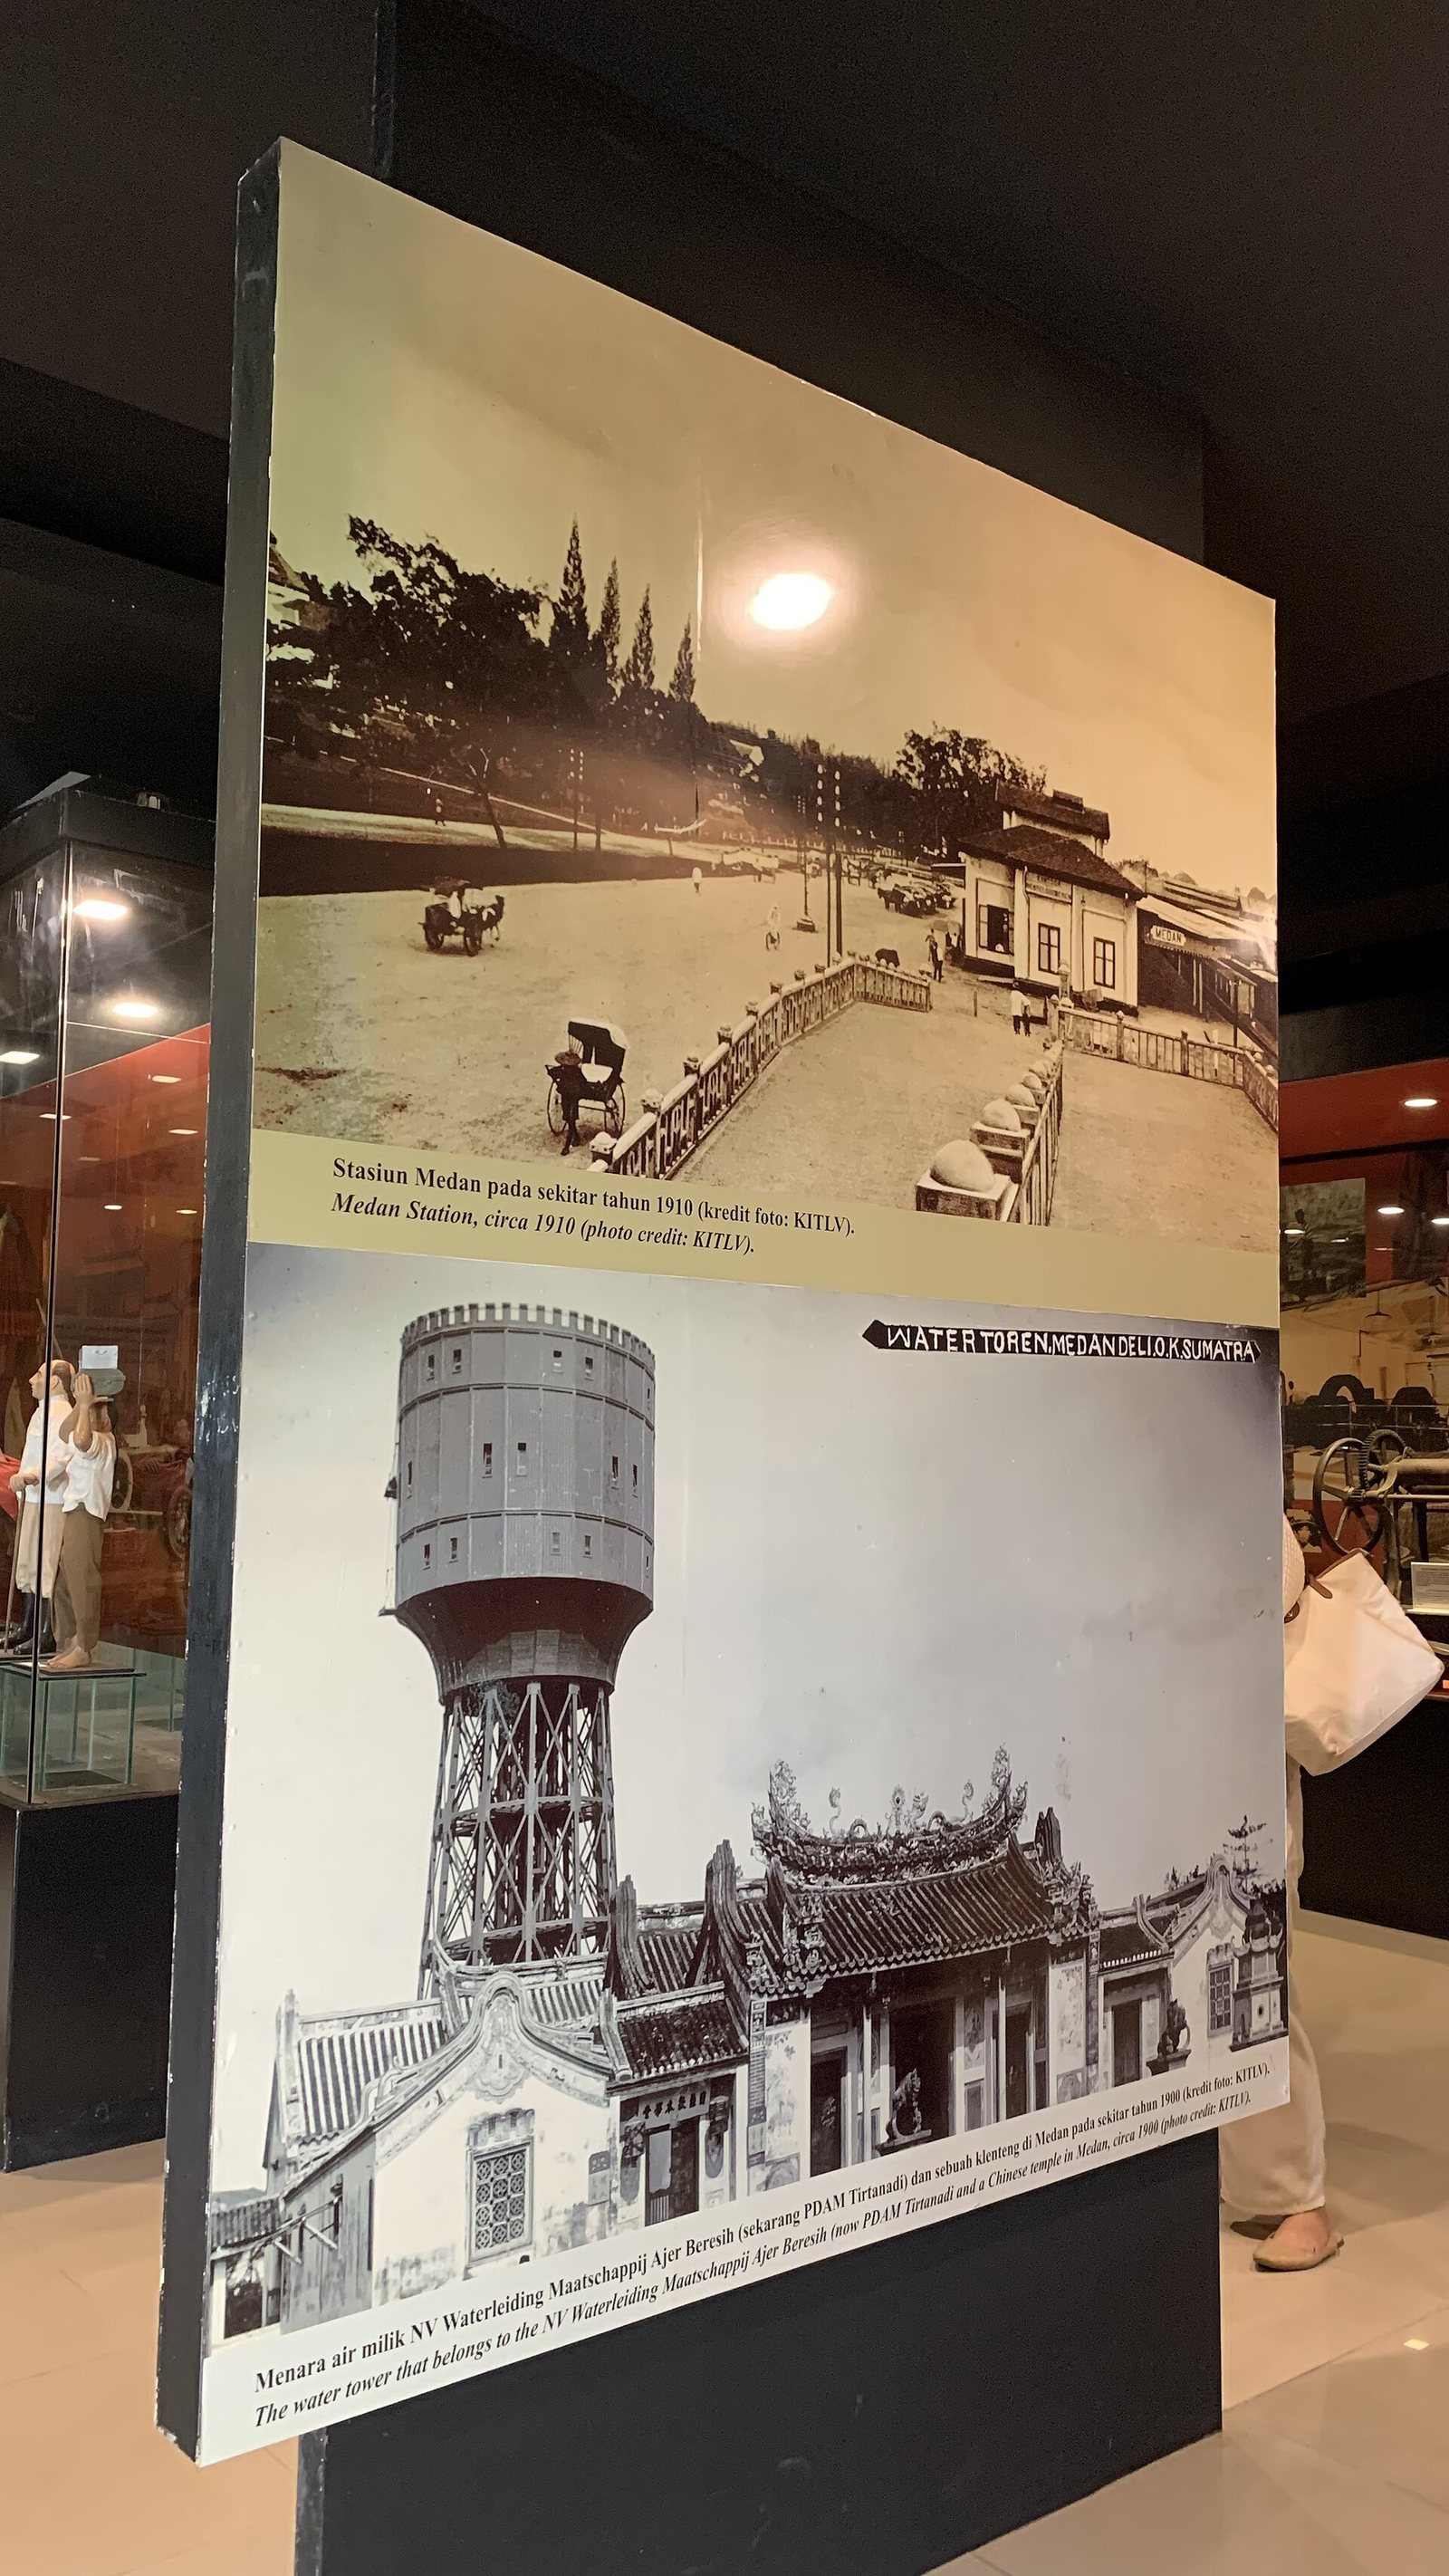 MEDAN
Stasiun Medan pada sekitar tahun 1910 (kredit foto: KITLV).
Medan Station, circa 1910 (photo credit: KITLV).
WATERTOREN,MEDAN DELI.O.K.SUMATRA
Menara air milik NV Waterleiding Maatschappij Ajer Beresih (sekarang PDAM Tirtanadi) dan sebuah klenteng di Medan pada sekitar tahun 1900 (kredit foto: KITLV).
The water tower that belongs to the NV Waterleiding Maatschappij Ajer Beresih (now PDAM Tirtanadi and a Chinese temple in Medan, circa 1900 (photo credit: KITLV).